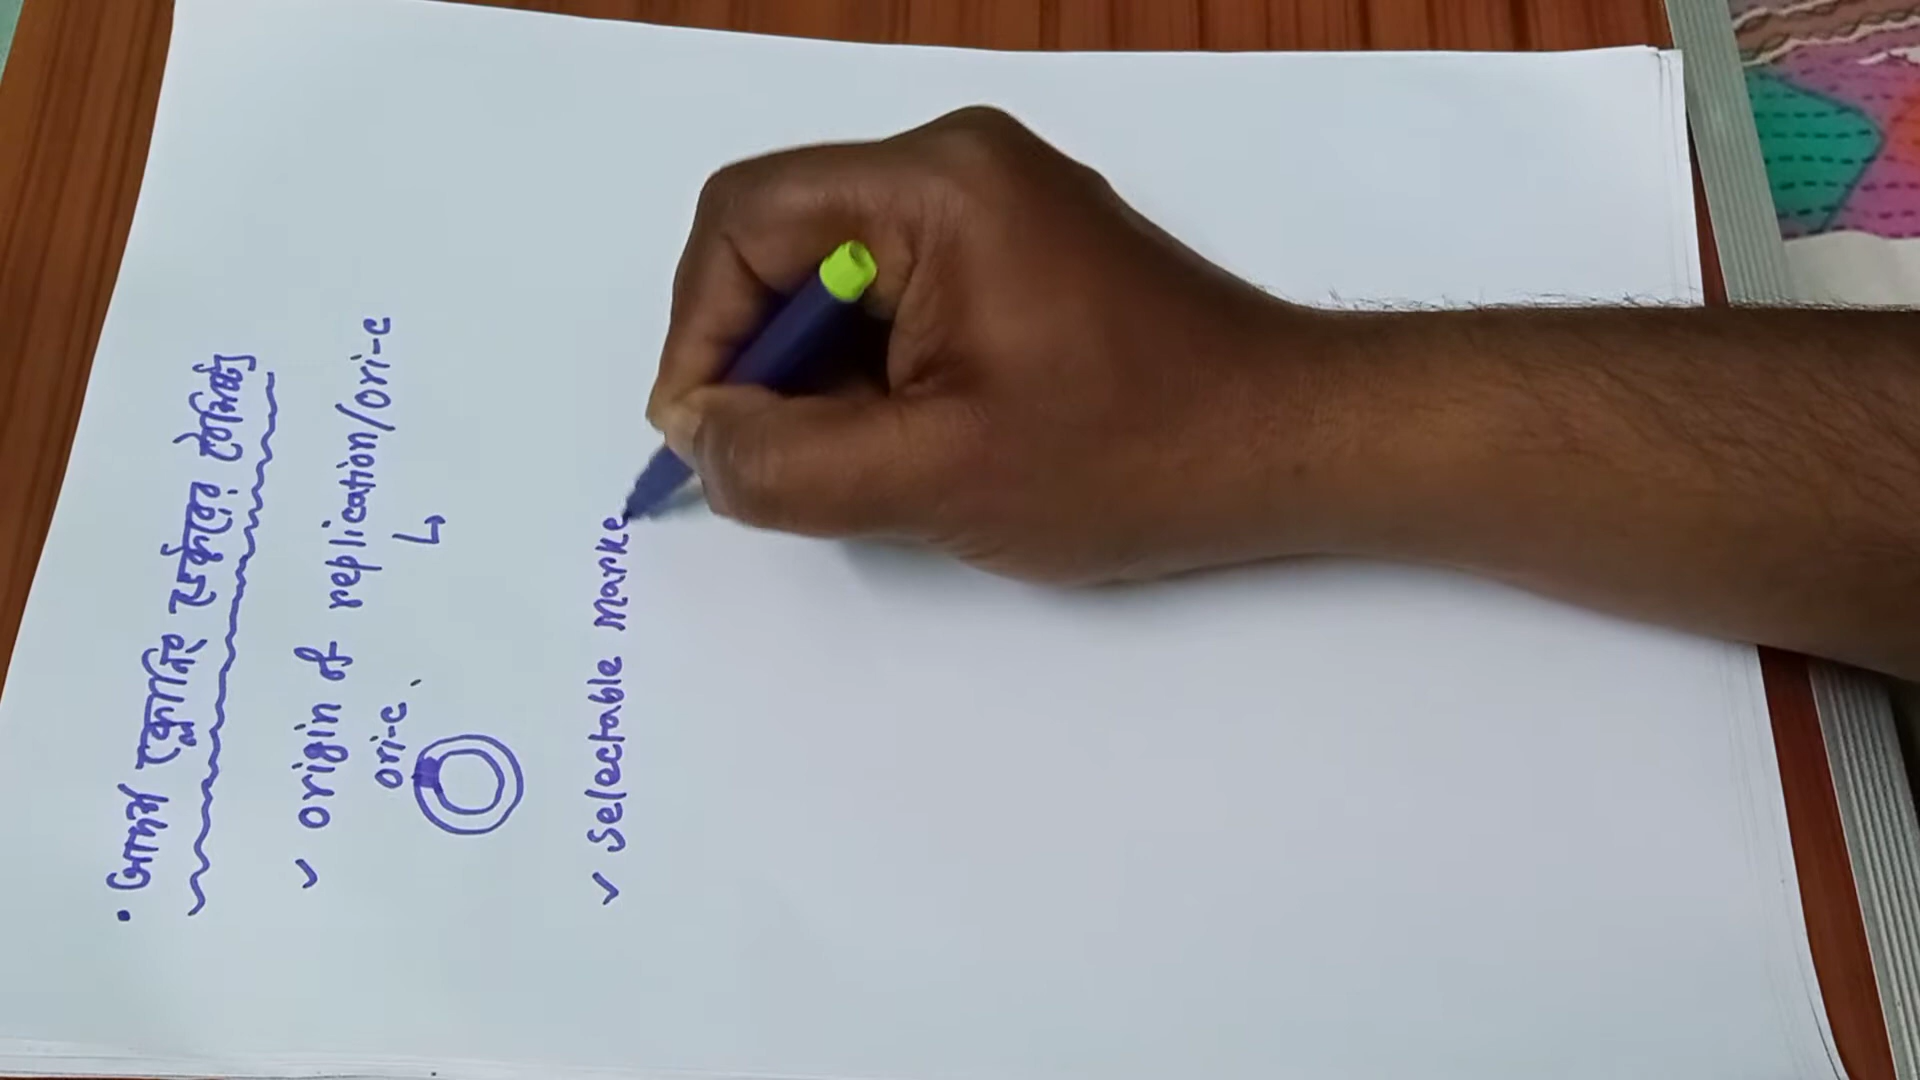 • আদর্শ ক্লোনিং ভেক্টরের বৈশিষ্ট্য
✓ origin of replication/ori-c
↳
ori-c.
✓ selectable marke